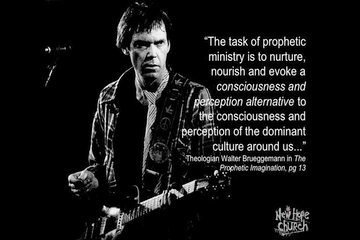 “The task of prophetic
ministry is to nurture,
nourish and evoke a
consciousness and
perception alternative to
the consciousness and
perception of the dominant
culture around us...”
Theologian Walter Brueggemann in The
Prophetic Imagination, pg 13
New Hope
Church